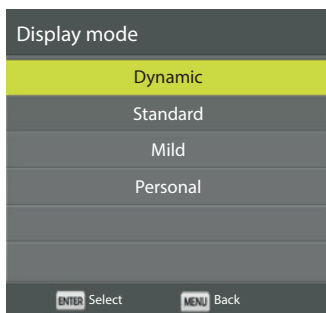 Display mode
Dynamic
Standard
Mild
Personal
ENTER Select MENU Back